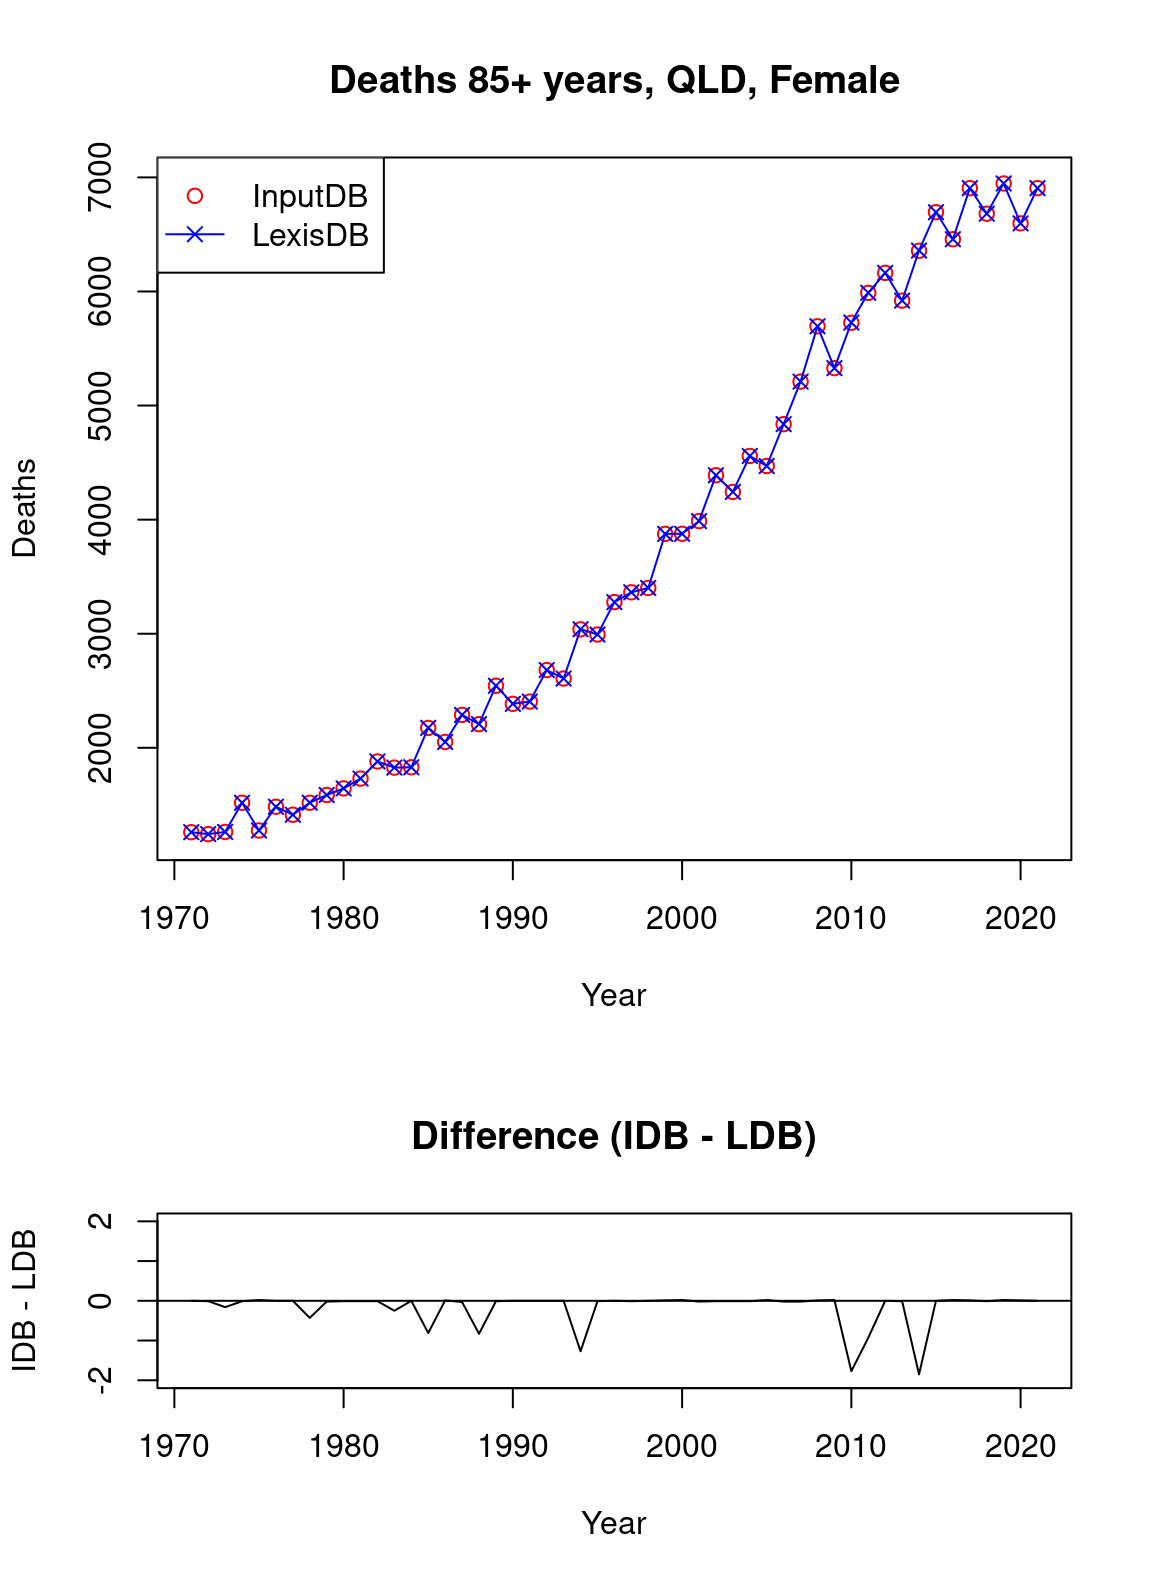 Deaths 85+ years, QLD, Female
InputDB
LexisDB
Deaths
7000
6000
5000
4000
3000
2000
1970 1980 1990 2000 2010 2020
Year
Difference (IDB - LDB)
IDB - LDB
2
0
-2
1970 1980 1990 2000 2010 2020
Year